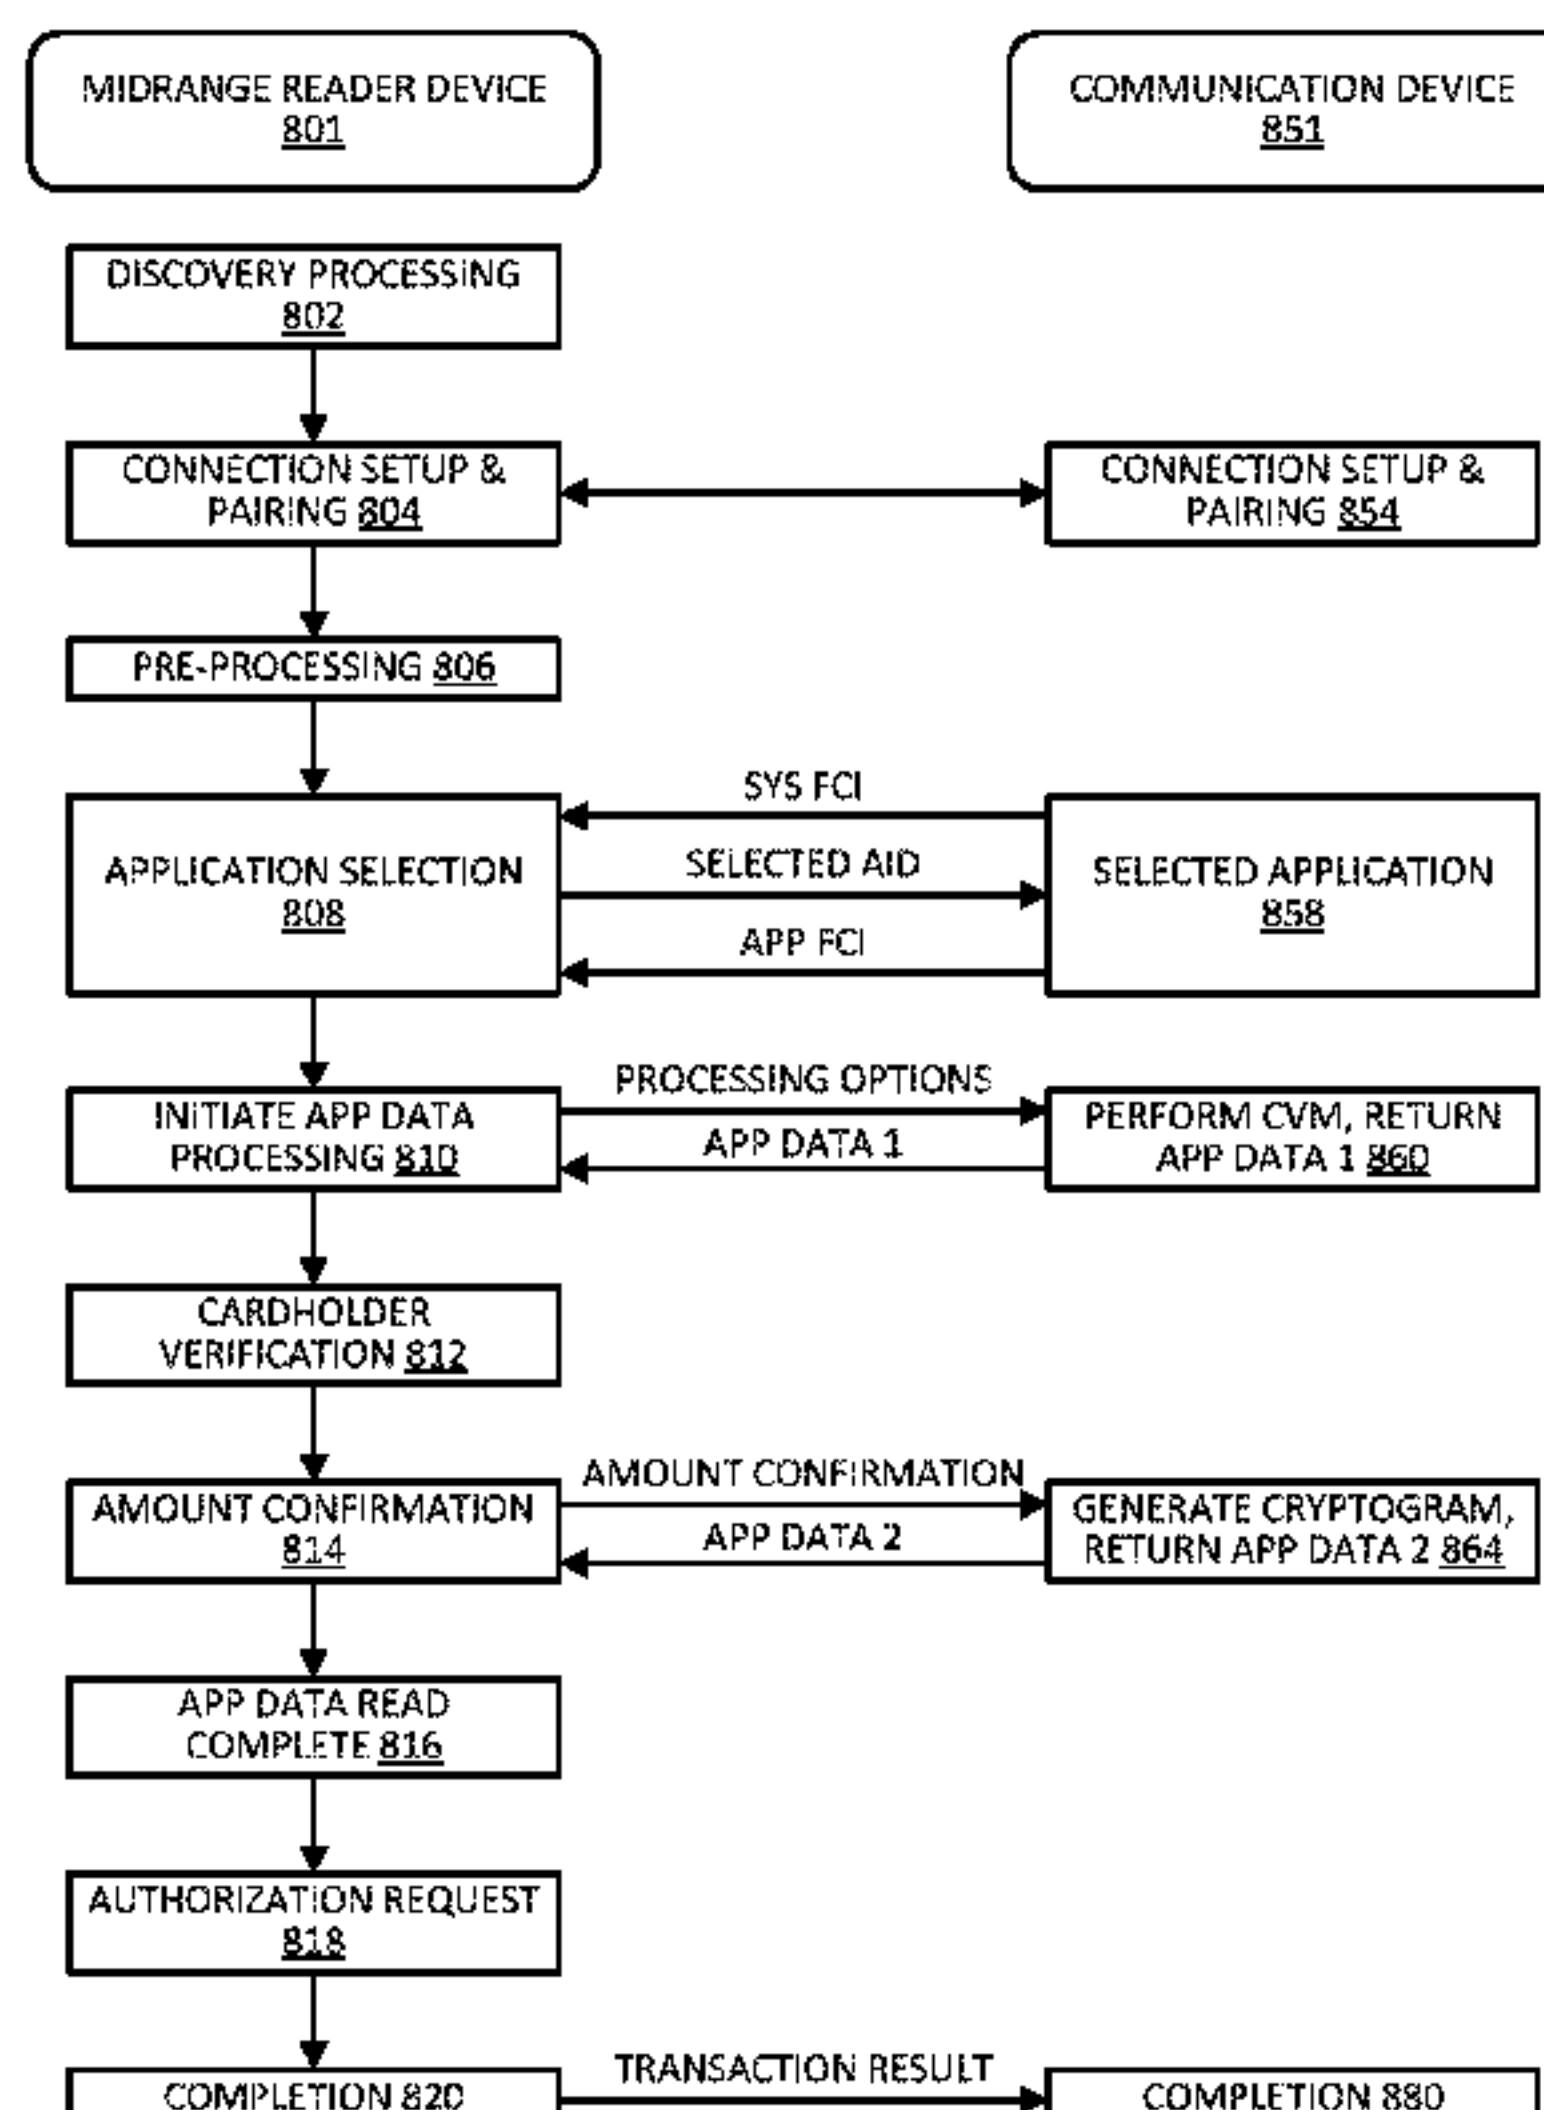 MIDRANGE READER DEVICE
801
COMMUNICATION DEVICE
851
DISCOVERY PROCESSING
802
CONNECTION SETUP &
PAIRING 804
CONNECTION SETUP &
PAIRING 854
PRE-PROCESSING 806
APPLICATION SELECTION
808
SYS FCI
SELECTED AID
APP FCI
SELECTED APPLICATION
858
INITIATE APP DATA
PROCESSING 810
PROCESSING OPTIONS
APP DATA 1
PERFORM CVM, RETURN
APP DATA 1 860
CARDHOLDER
VERIFICATION 812
AMOUNT CONFIRMATION
814
AMOUNT CONFIRMATION
APP DATA 2
GENERATE CRYPTOGRAM,
RETURN APP DATA 2 864
APP DATA READ
COMPLETE 816
AUTHORIZATION REQUEST
818
COMPLETION 820
TRANSACTION RESULT
COMPLETION 880